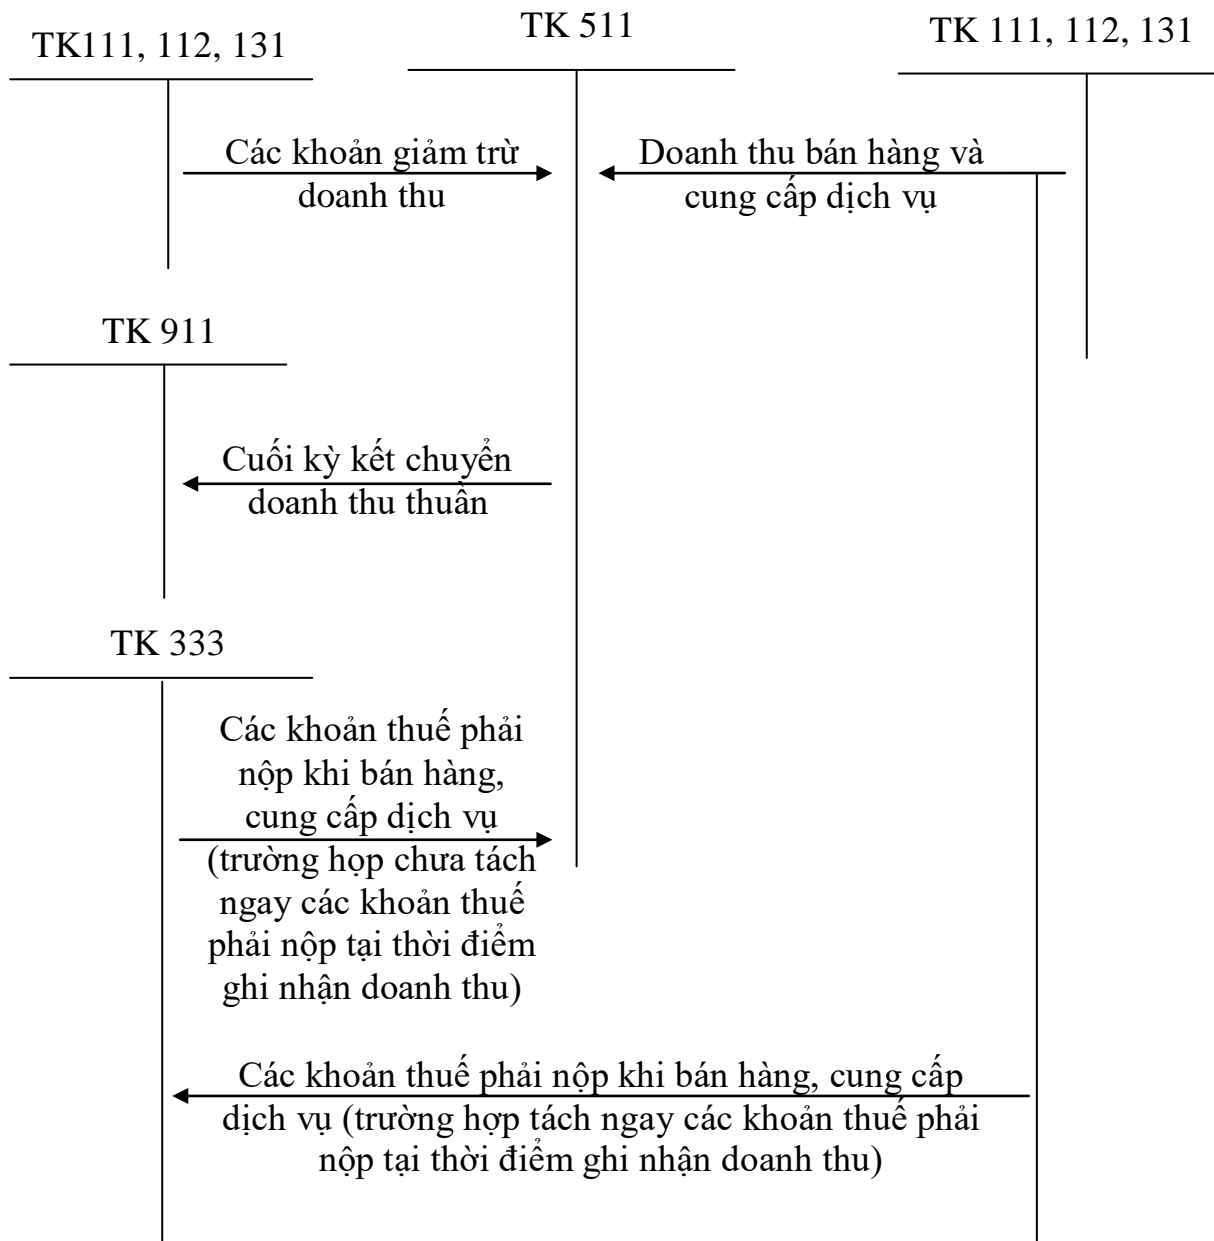 TK111, 112, 131
TK 511
TK 111, 112, 131
Các khoản giảm trừ
doanh thu
Doanh thu bán hàng và
cung cấp dịch vụ
TK 911
Cuối kỳ kết chuyển
doanh thu thuần
TK 333
Các khoản thuế phải
nộp khi bán hàng,
cung cấp dịch vụ
(trường họp chưa tách
ngay các khoản thuế
phải nộp tại thời điểm
ghi nhận doanh thu)
Các khoản thuế phải nộp khi bán hàng, cung cấp
dịch vụ (trường hợp tách ngay các khoản thuế phải
nộp tại thời điểm ghi nhận doanh thu)